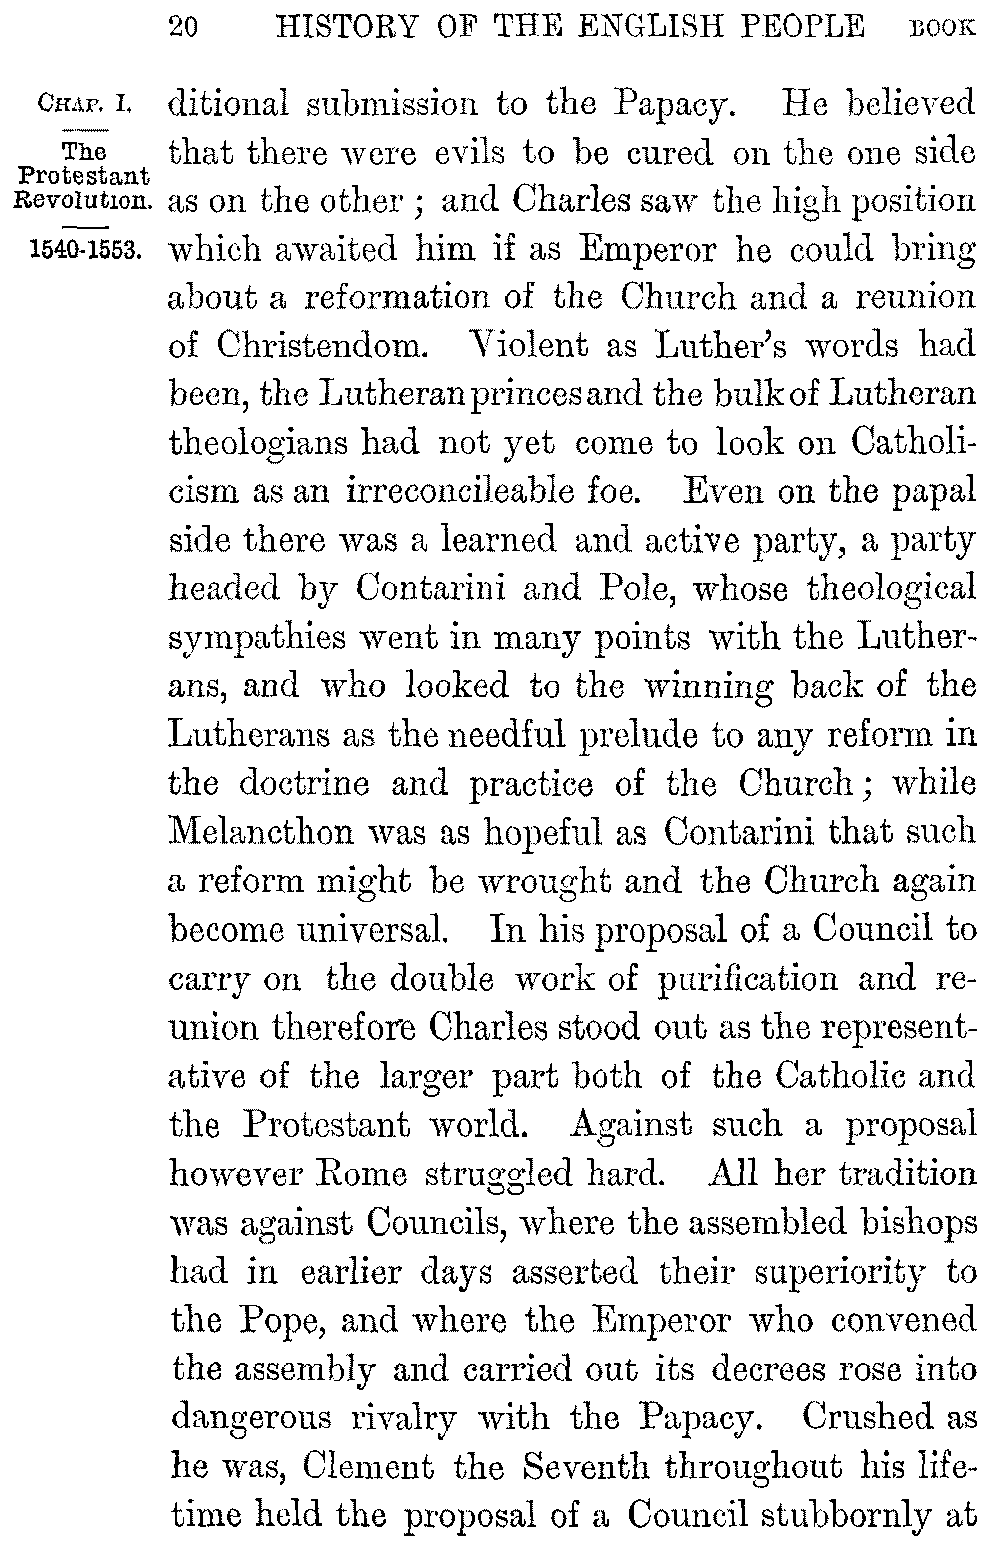 20 HISTORY OF THE ENGLISH PEOPLE BOOK
CHAP. I.
The
Protestant
Revolution.
1540-1553.
ditional submission to the Papacy. He believed
that there were evils to be cured on the one side
as on the other ; and Charles saw the high position
which awaited him if as Emperor he could bring
about a reformation of the Church and a reunion
of Christendom. Violent as Luther's words had
been, the Lutheran princes and the bulk of Lutheran
theologians had not yet come to look on Catholi-
cism as an irreconcileable foe. Even on the papal
side there was a learned and active party, a party
headed by Contarini and Pole, whose theological
sympathies went in many points with the Luther-
ans, and who looked to the winning back of the
Lutherans as the needful prelude to any reform in
the doctrine and practice of the Church ; while
Melancthon was as hopeful as Contarini that such
a reform might be wrought and the Church again
become universal. In his proposal of a Council to
carry on the double work of purification and re-
union therefore Charles stood out as the represent-
ative of the larger part both of the Catholic and
the Protestant world. Against such a proposal
however Rome struggled hard. All her tradition
was against Councils, where the assembled bishops
had in earlier days asserted their superiority to
the Pope, and where the Emperor who convened
the assembly and carried out its decrees rose into
dangerous rivalry with the Papacy. Crushed as
he was, Clement the Seventh throughout his life-
time held the proposal of a Council stubbornly at